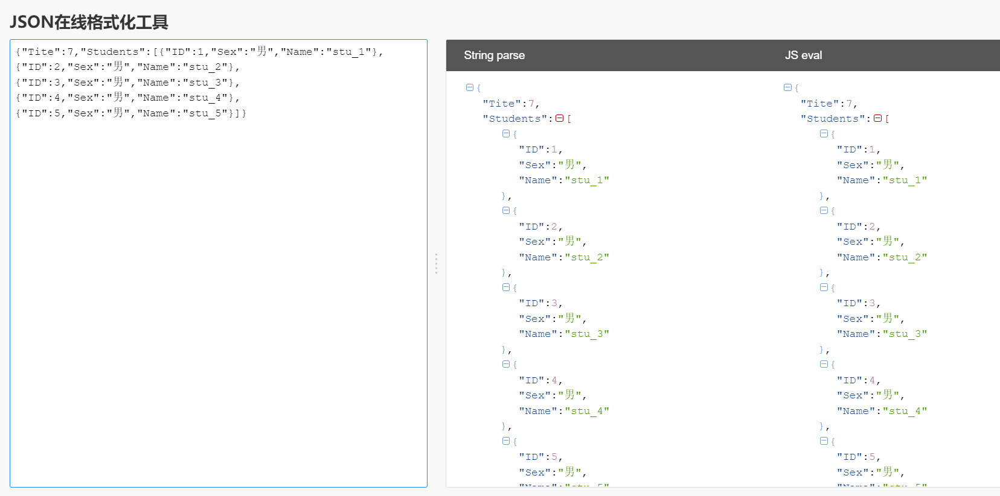 JSON在线格式化工具
{"Tite":7,"Students":[{"ID":1,"Sex":"男","Name":"stu_1"},
{"ID":2,"Sex":"男","Name":"stu_2"},
{"ID":3,"Sex":"男","Name":"stu_3"},
{"ID":4,"Sex":"男","Name":"stu_4"},
{"ID":5,"Sex":"男","Name":"stu_5"}]}
String parse
{
"Tite":7,
"Students":[
{
"ID":1,
"Sex":"男",
"Name":"stu_1"
},
{
"ID":2,
"Sex":"男",
"Name":"stu_2"
},
{
"ID":3,
"Sex":"男",
"Name":"stu_3"
},
{
"ID":4,
"Sex":"男",
"Name":"stu_4"
},
{
"ID":5,
"Sex":"男",
"Name":"stu_5"
JS eval
{
"Tite":7,
"Students":[
{
"ID":1,
"Sex":"男",
"Name":"stu_1"
},
{
"ID":2,
"Sex":"男",
"Name":"stu_2"
},
{
"ID":3,
"Sex":"男",
"Name":"stu_3"
},
{
"ID":4,
"Sex":"男",
"Name":"stu_4"
},
{
"ID":5,
"Sex":"男",
"Name":"stu_5"